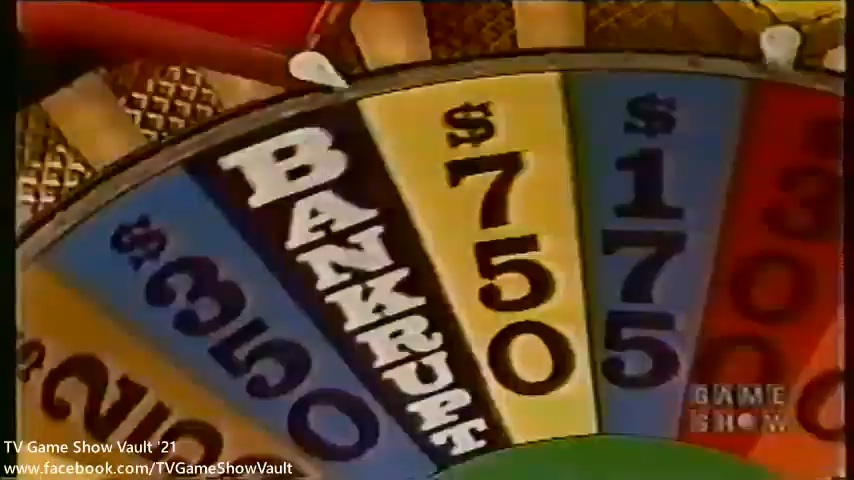 BANKRUPT
$750
$175
$350
GAME
SHOW
TV Game Show Vault '21
www.facebook.com/TVGameShowVault